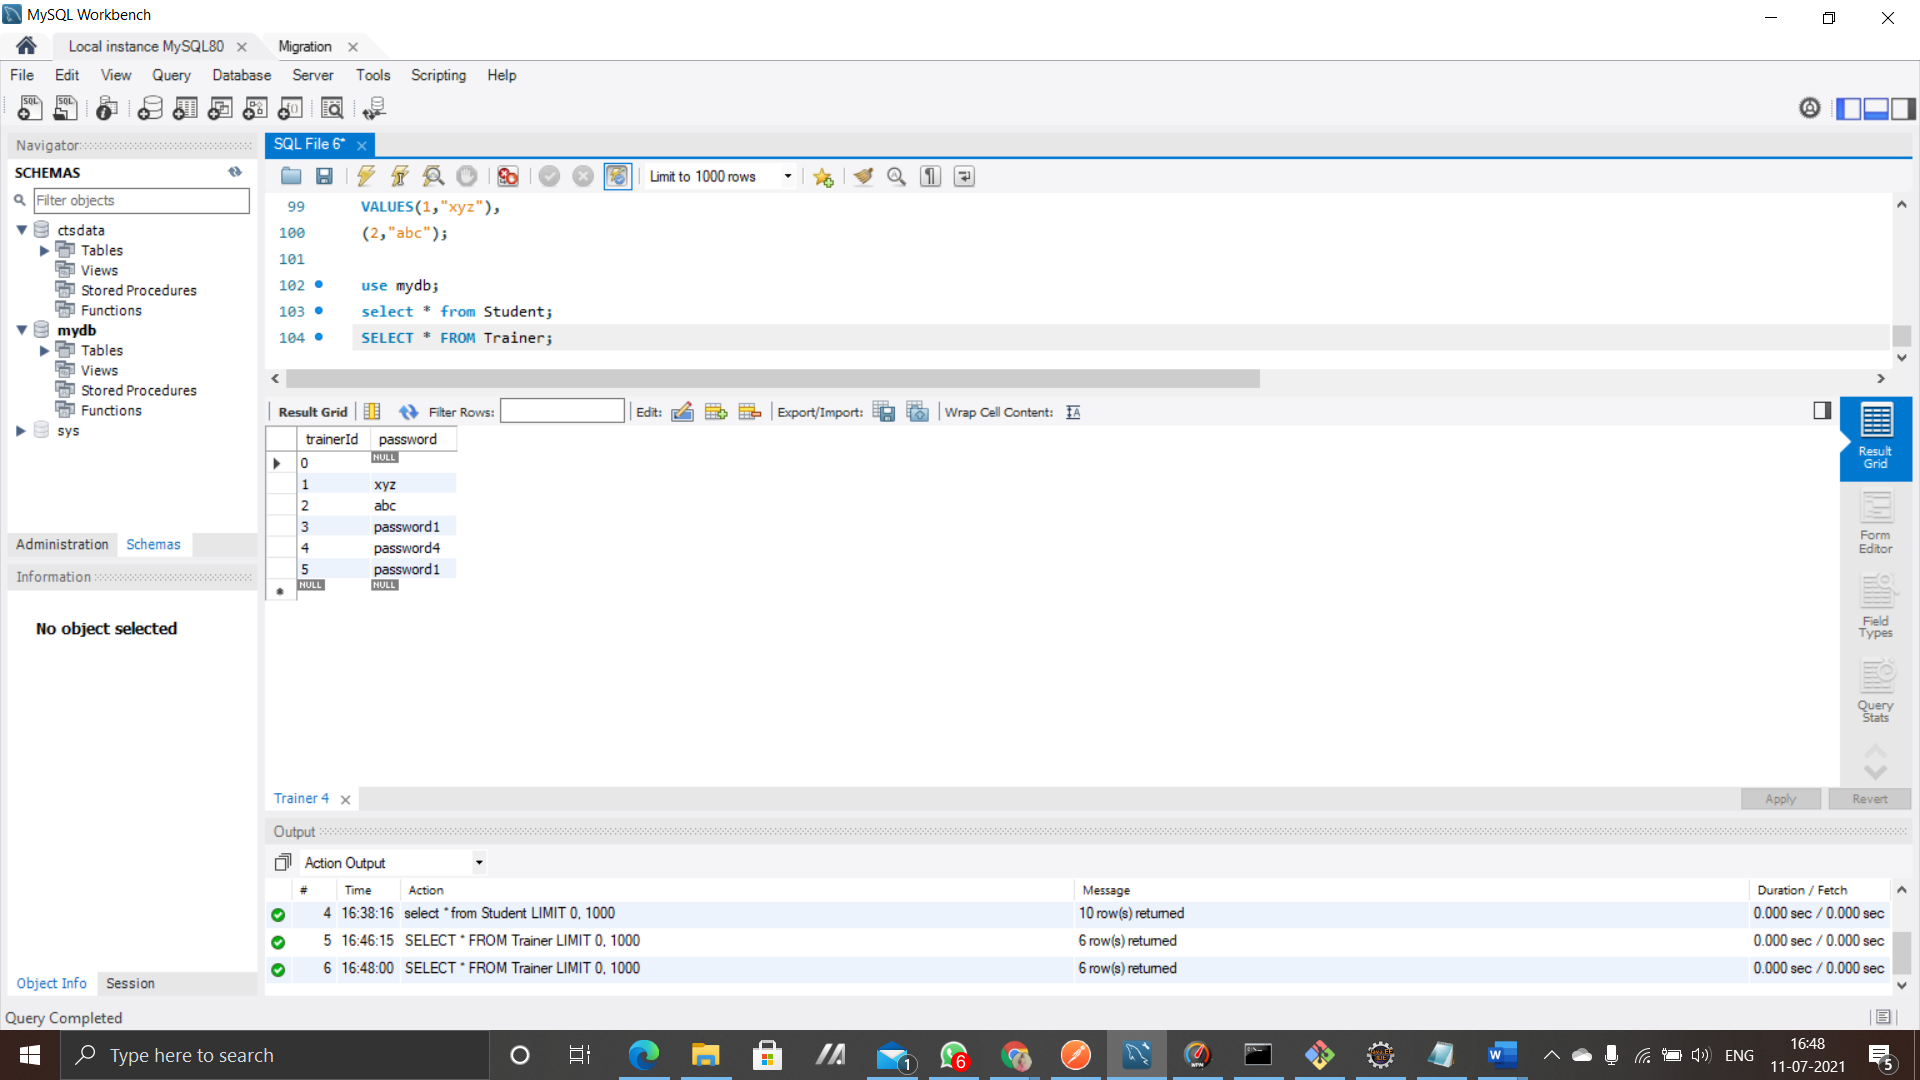 MySQL Workbench
Local instance MySQL80
Migration
File Edit View Query Database Server Tools Scripting Help
Navigator
SCHEMAS
Filter objects
ctsdata
Tables
Views
Stored Procedures
Functions
mydb
Tables
Views
Stored Procedures
Functions
sys
Administration Schemas
Information
No object selected
Object Info Session
SQL File 6*
Limit to 1000 rows
99 VALUES(1,"xyz"),
100 (2,"abc");
101
102 use mydb;
103 select * from Student;
104 SELECT * FROM Trainer;
Result Grid Filter Rows: Edit: Export/Import: Wrap Cell Content:
trainerId password
0 NULL
1 xyz
2 abc
3 password1
4 password4
5 password1
NULL NULL
Result Grid
Form Editor
Field Types
Query Stats
Trainer 4
Apply Revert
Output
Action Output
# Time Action Message Duration / Fetch
4 16:38:16 select * from Student LIMIT 0, 1000 10 row(s) returned 0.000 sec / 0.000 sec
5 16:46:15 SELECT * FROM Trainer LIMIT 0, 1000 6 row(s) returned 0.000 sec / 0.000 sec
6 16:48:00 SELECT * FROM Trainer LIMIT 0, 1000 6 row(s) returned 0.000 sec / 0.000 sec
Query Completed
Type here to search
1
6
ENG
16:48
11-07-2021
5